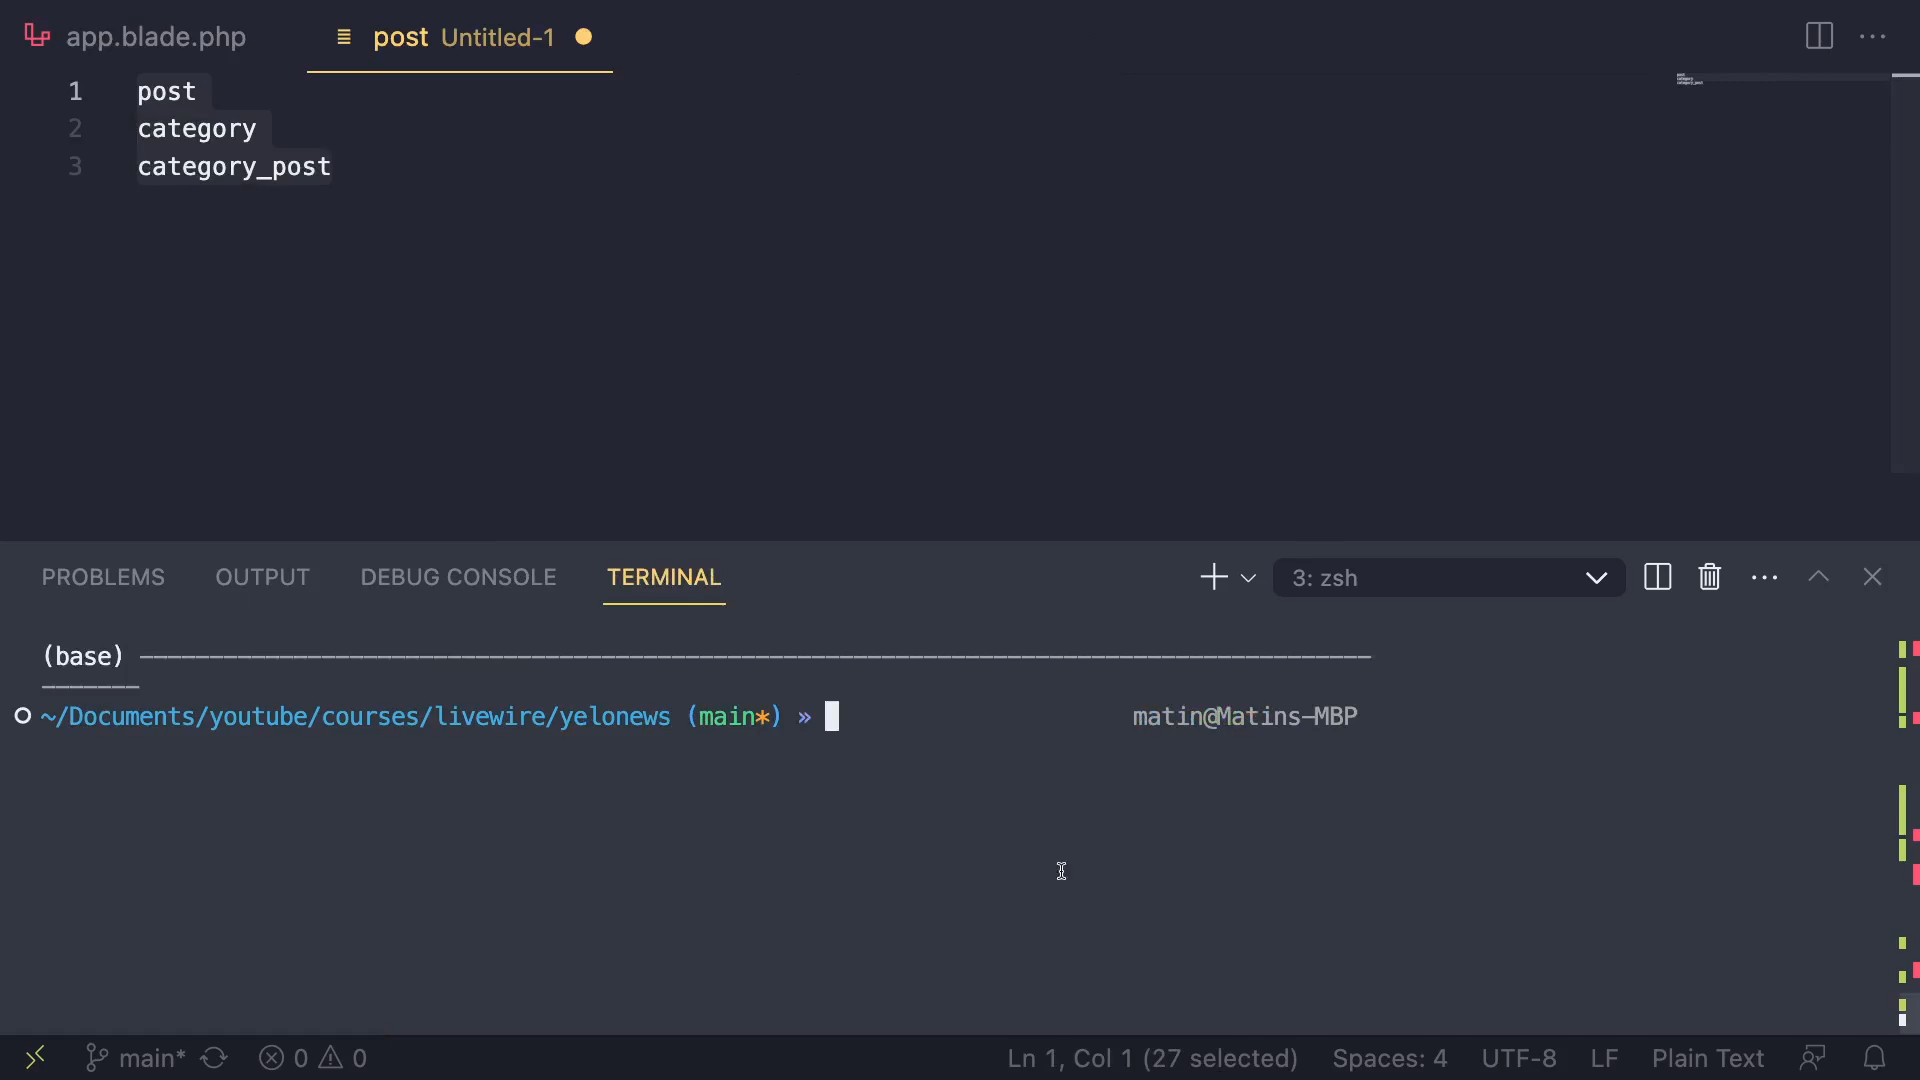 app.blade.php
post Untitled-1
1 post
2 category
3 category_post
PROBLEMS OUTPUT DEBUG CONSOLE TERMINAL 3: zsh
(base)
~/Documents/youtube/courses/livewire/yelonews (main*) » matin@Matins-MBP
main* 0 0 Ln 1, Col 1 (27 selected) Spaces: 4 UTF-8 LF Plain Text